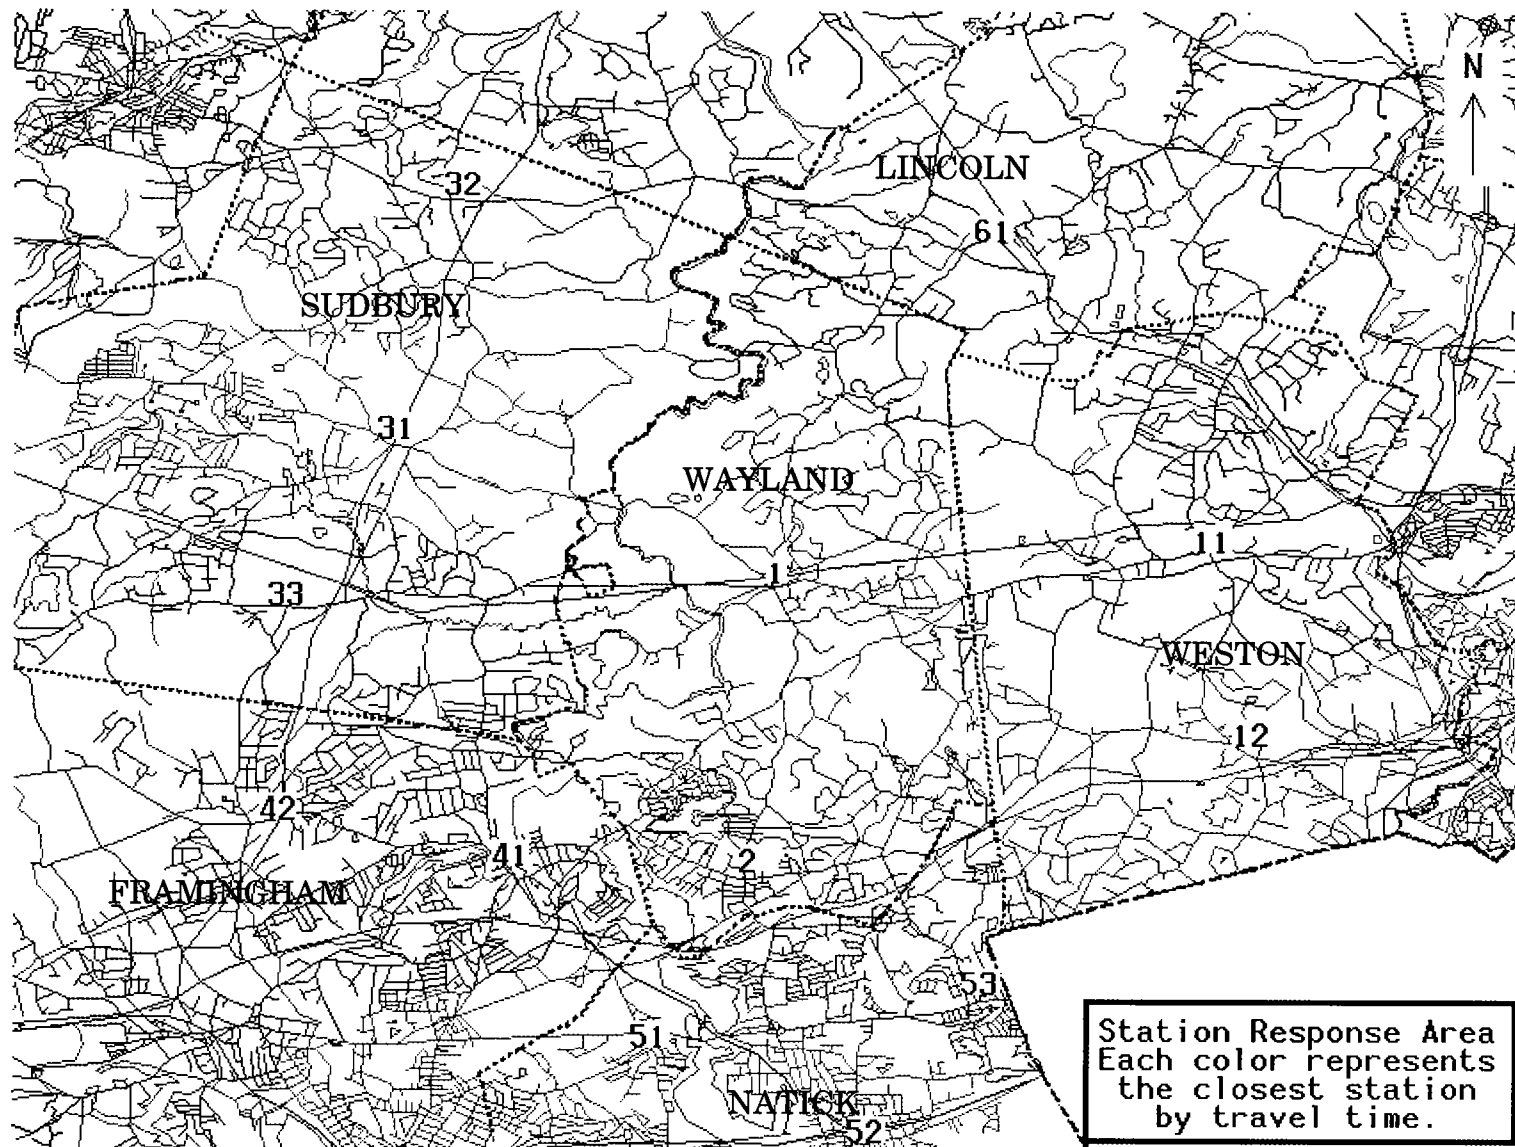 N
LINCOLN
32
61
SUDBURY
31
WAYLAND
11
1
33
WESTON
12
42
41
2
FRAMINGHAM
53
51
NATICK
52
Station Response Area
Each color represents
the closest station
by travel time.